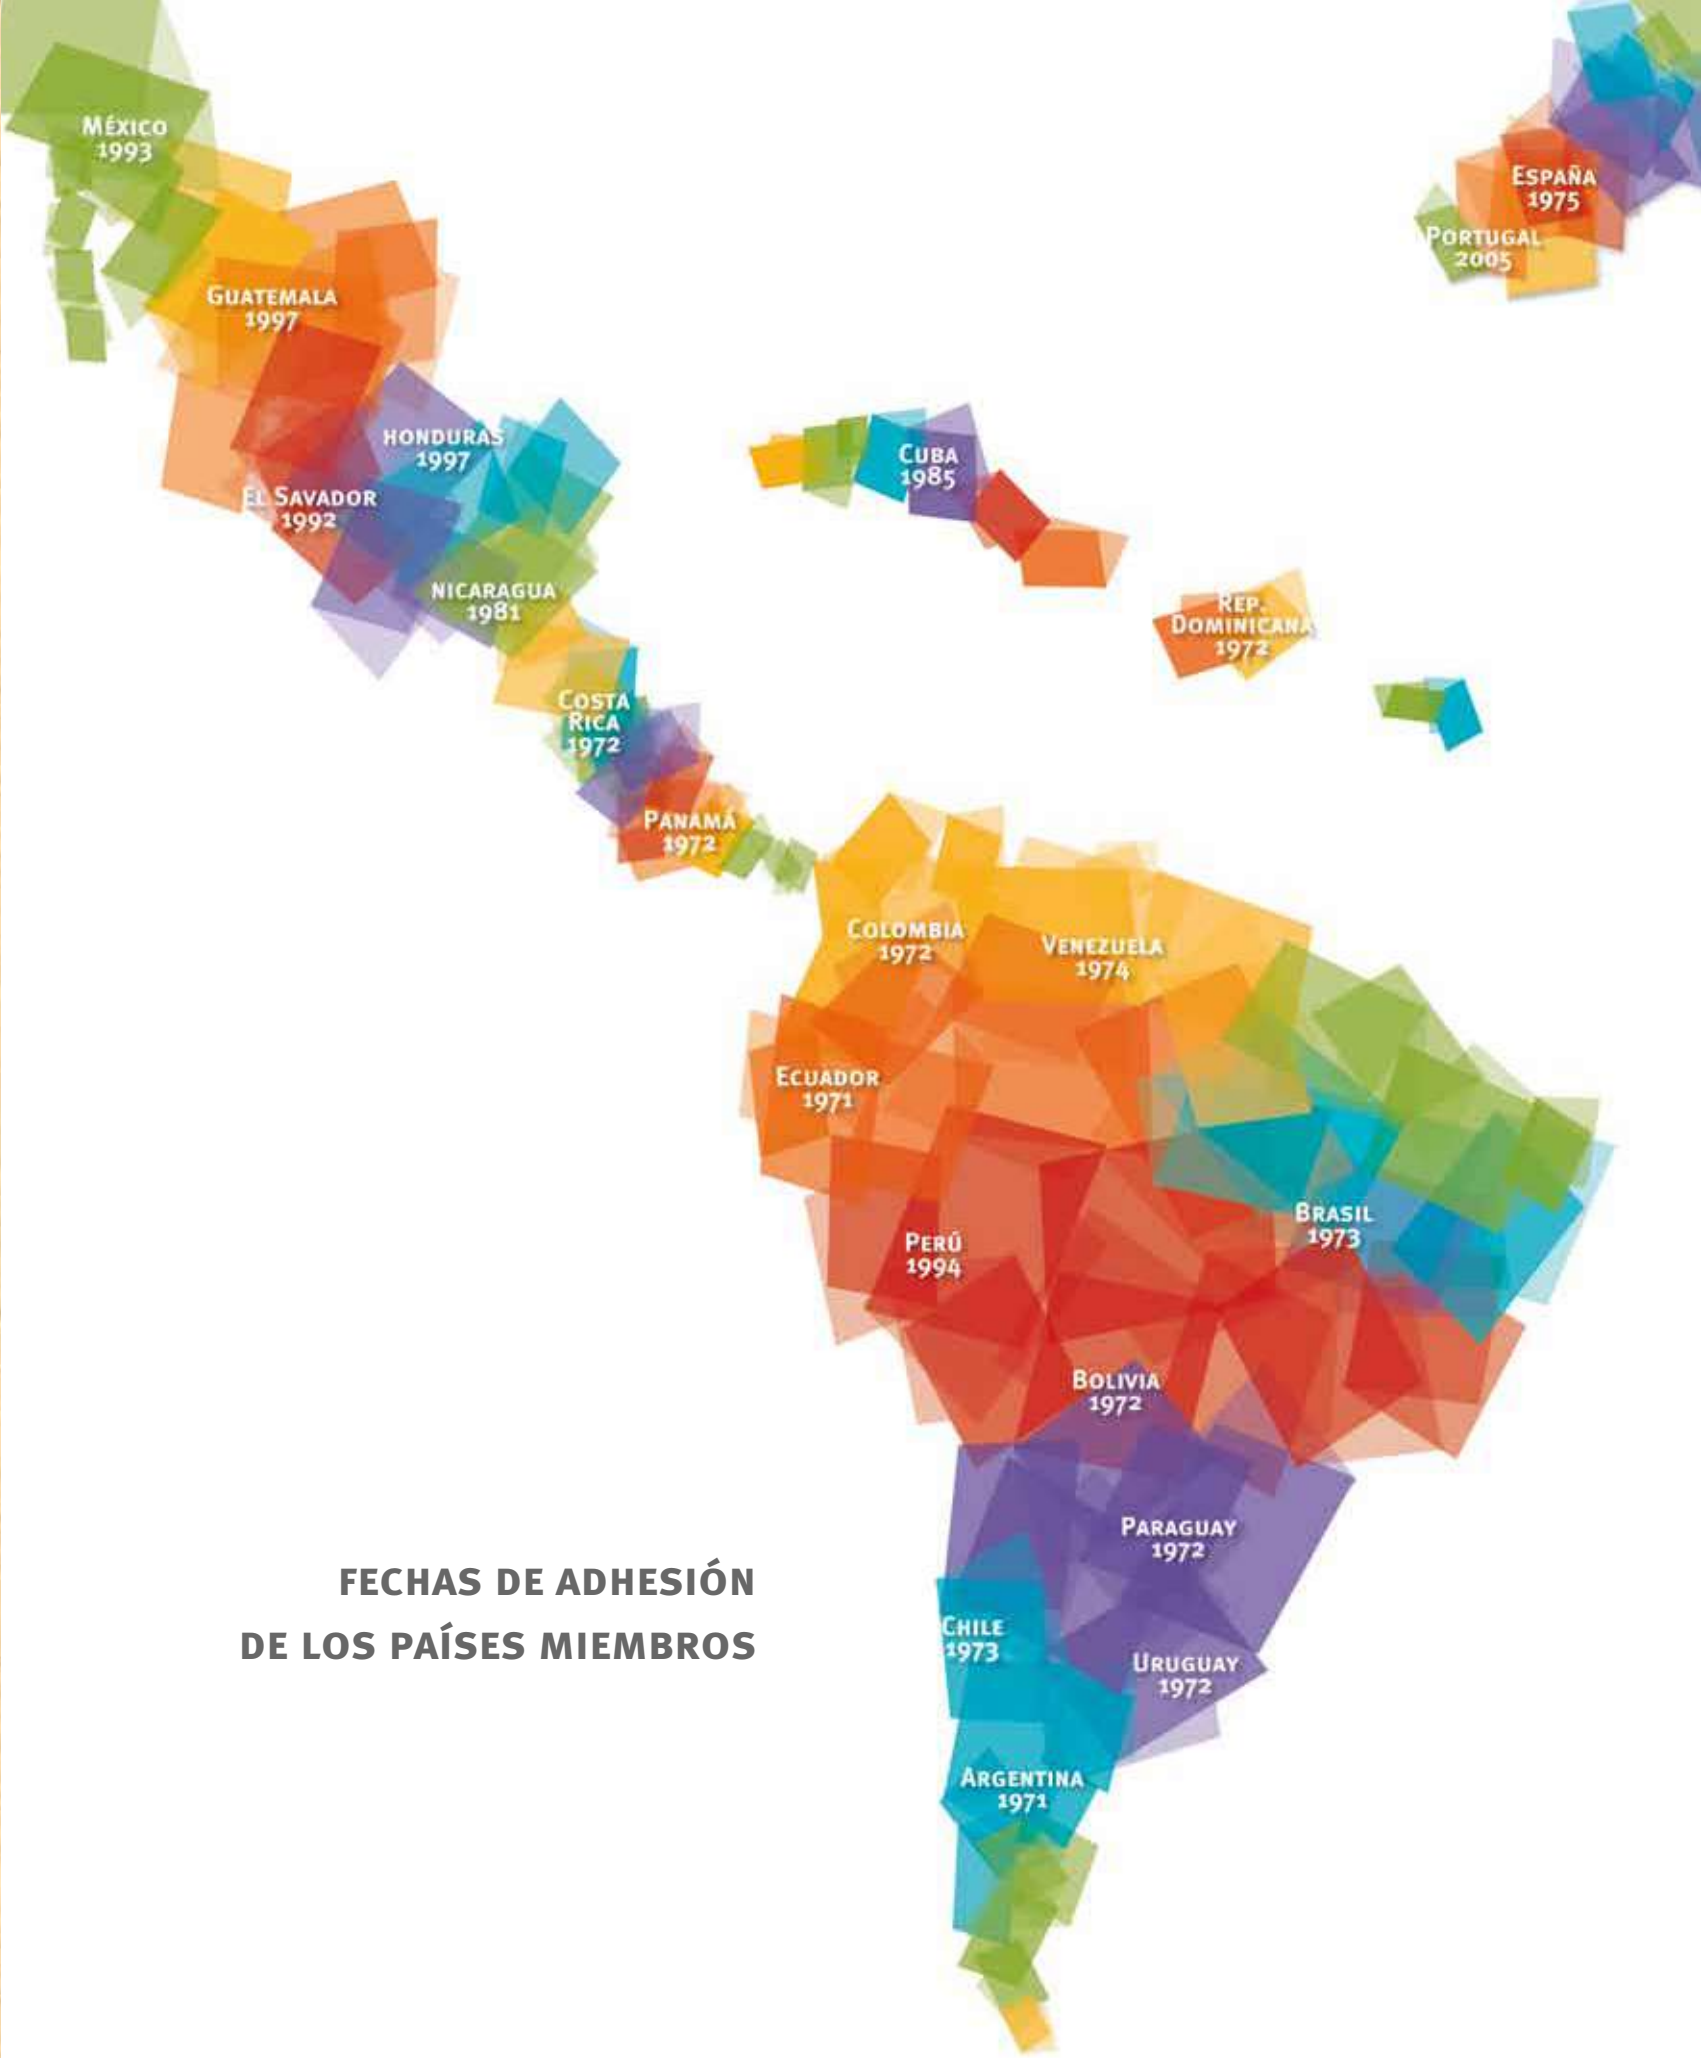 MÉXICO
1993
ESPAÑA
1975
PORTUGAL
2005
GUATEMALA
1997
HONDURAS
1997
CUBA
1985
EL SAVADOR
1992
NICARAGUA
1981
REP.
DOMINICANA
1972
COSTA
RICA
1972
PANAMÁ
1972
COLOMBIA
1972
VENEZUELA
1974
ECUADOR
1971
BRASIL
1973
PERÚ
1994
BOLIVIA
1972
PARAGUAY
1972
FECHAS DE ADHESIÓN
DE LOS PAÍSES MIEMBROS
CHILE
1973
URUGUAY
1972
ARGENTINA
1971